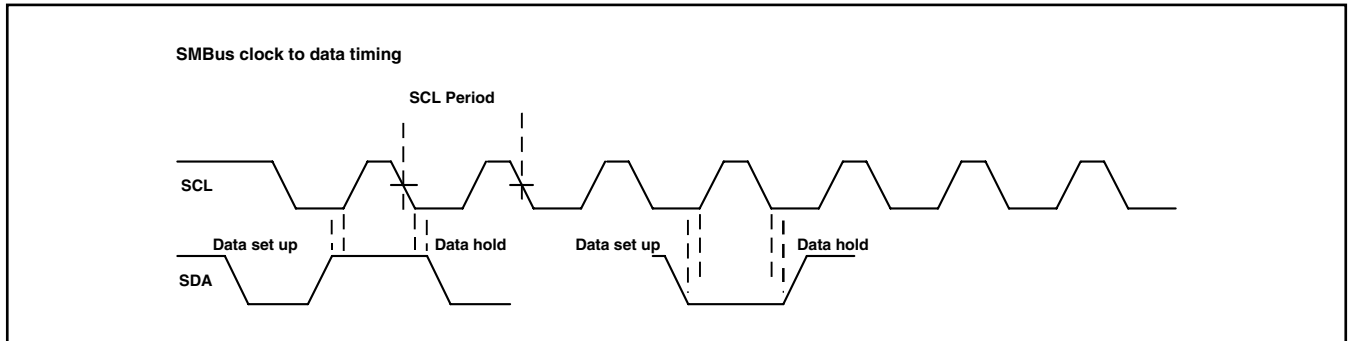 SMBus clock to data timing
SCL Period
SCL
Data set up
Data hold
Data set up
Data hold
SDA